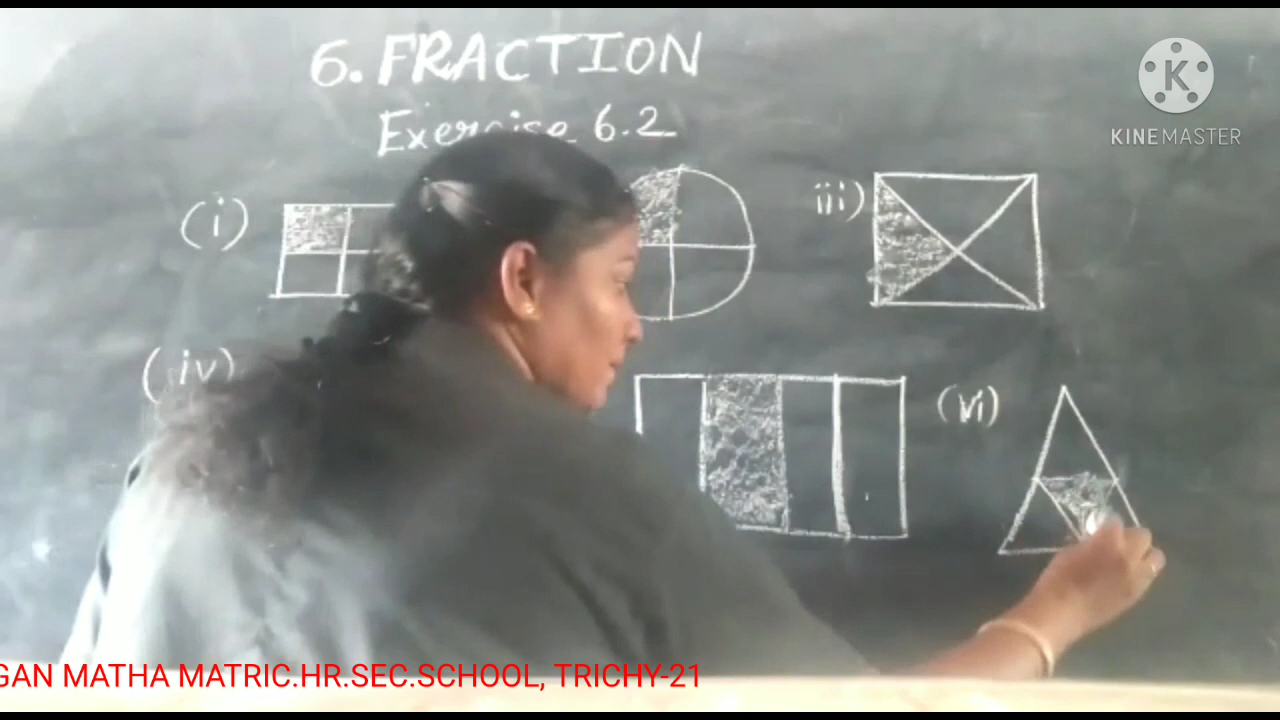 6. FRACTION
Exercise 6.2
(i)
iii)
(iv)
(vi)
KINEMASTER
GAN MATHA MATRIC.HR.SEC.SCHOOL, TRICHY-21